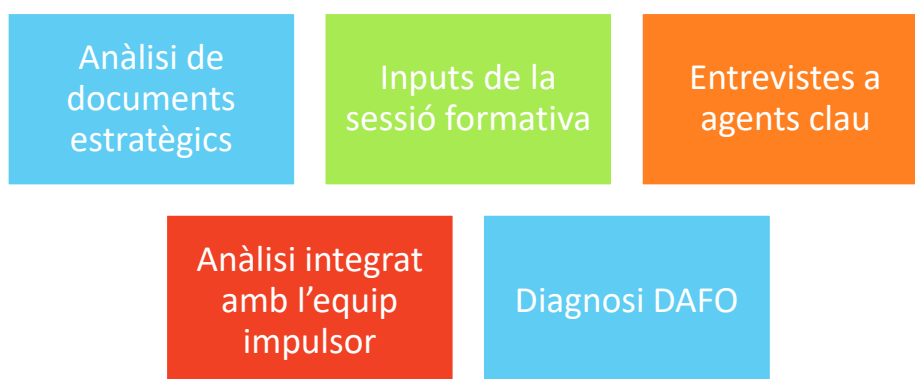 Anàlisi de
documents
estratègics
Inputs de la
sessió formativa
Entrevistes a
agents clau
Anàlisi integrat
amb l’equip
impulsor
Diagnosi DAFO